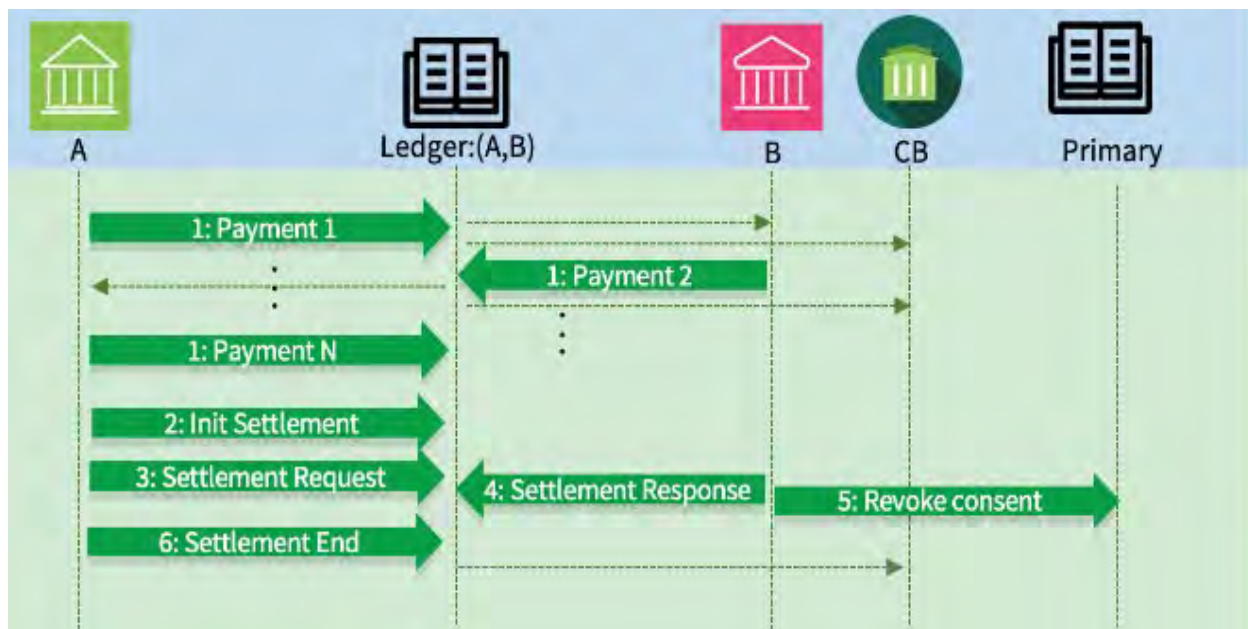 A
Ledger:(A,B)
B
CB
Primary
1: Payment 1
1: Payment 2
1: Payment N
2: Init Settlement
3: Settlement Request
4: Settlement Response
5: Revoke consent
6: Settlement End